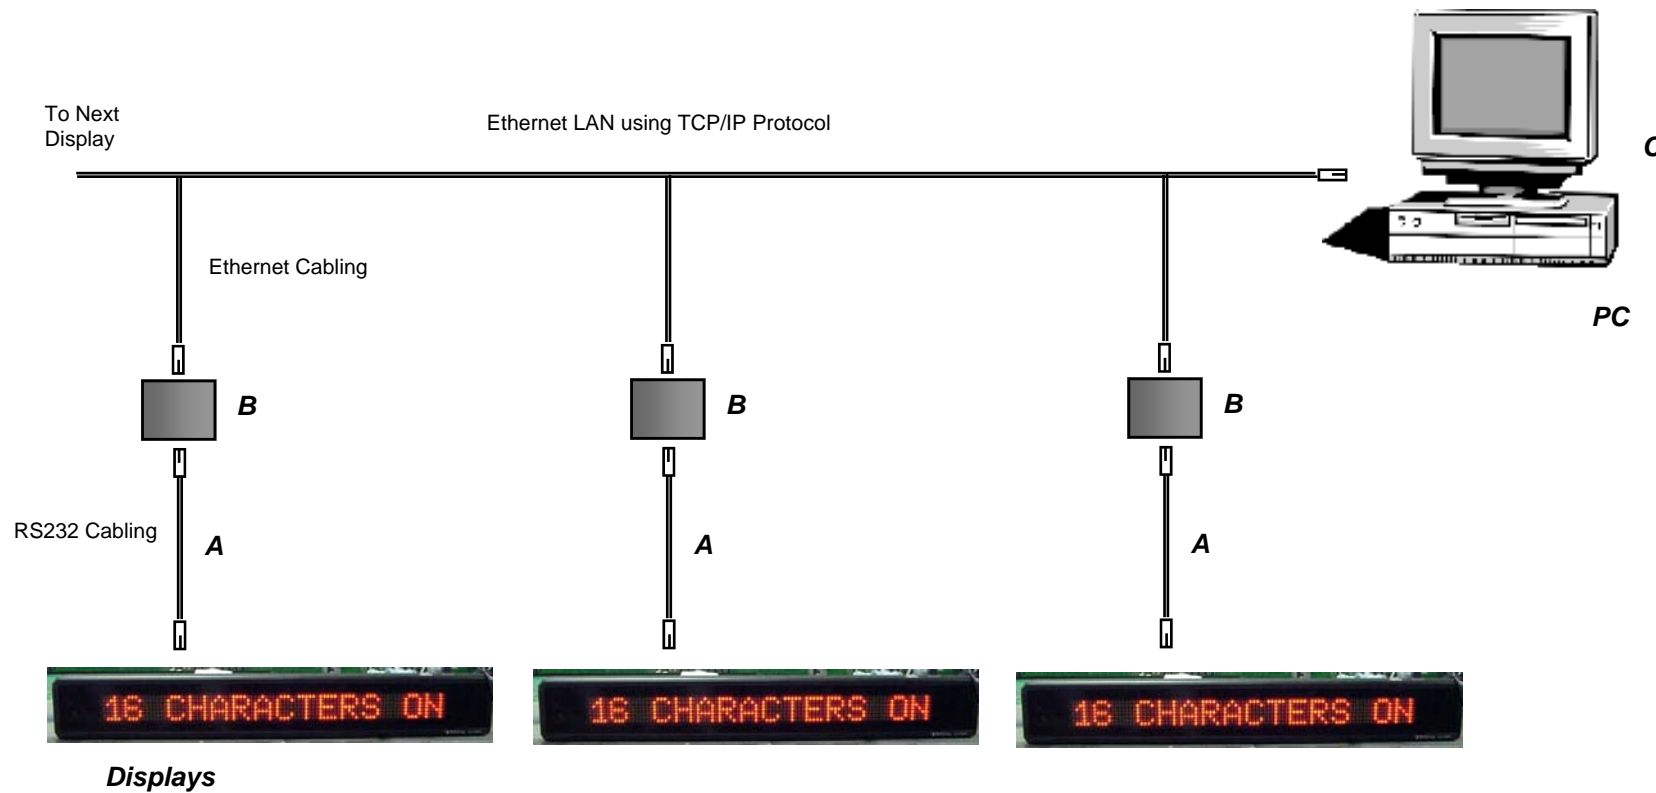 To Next
Display
Ethernet LAN using TCP/IP Protocol
Ethernet Cabling
PC
B
B
B
RS232 Cabling
A
A
A
16 CHARACTERS ON
16 CHARACTERS ON
16 CHARACTERS ON
Displays